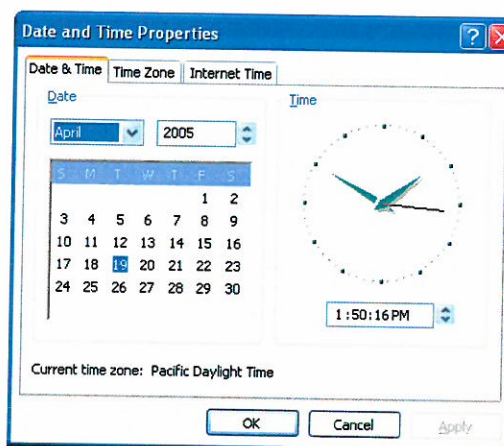 Date and Time Properties
Date & Time Time Zone Internet Time
Date
April 2005
S M T W T F S
1 2
3 4 5 6 7 8 9
10 11 12 13 14 15 16
17 18 19 20 21 22 23
24 25 26 27 28 29 30
Time
1:50:16 PM
Current time zone: Pacific Daylight Time
OK Cancel Apply